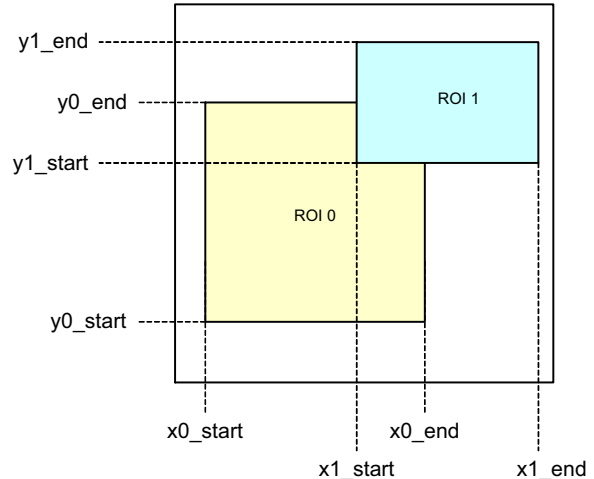 y1_end
y0_end
ROI 1
y1_start
ROI 0
y0_start
x0_start
x0_end
x1_start
x1_end